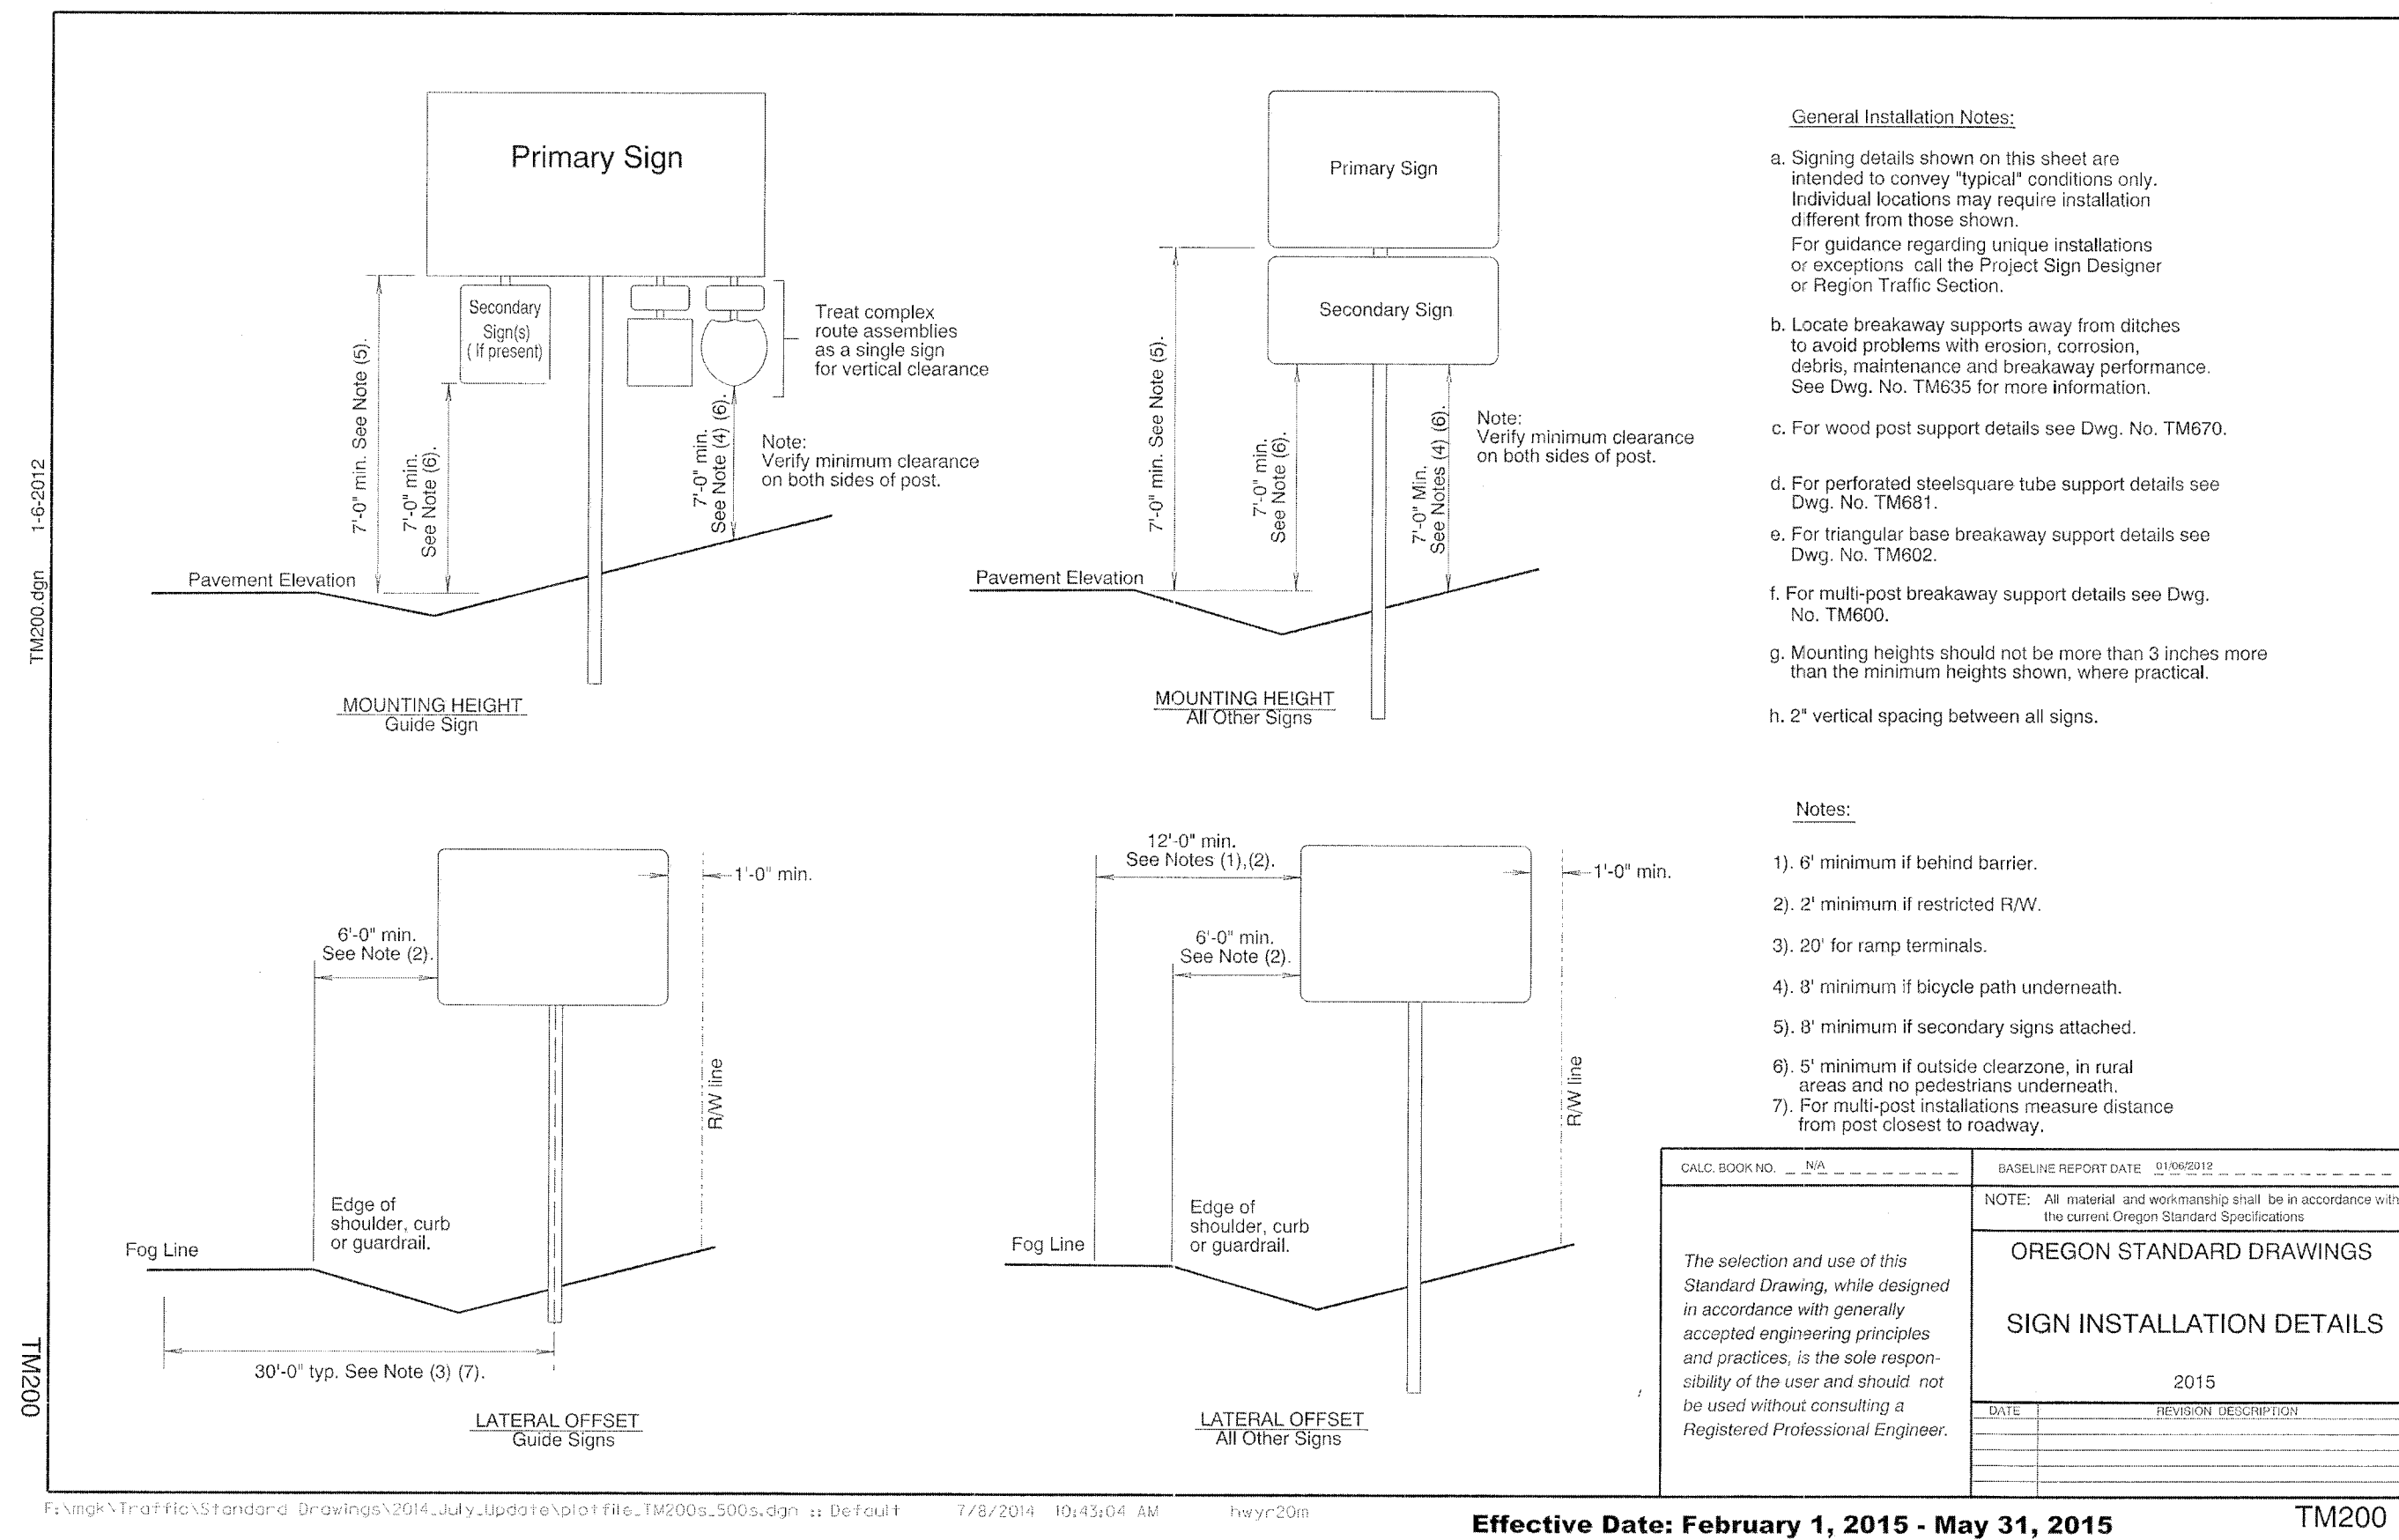 Primary Sign
Secondary
Sign(s)
( If present)
Treat complex
route assemblies
as a single sign
for vertical clearance
7'-0" min. See Note (5).
7'-0" min.
See Note (6).
7'-0" min.
See Note (4) (6).
Note:
Verify minimum clearance
on both sides of post.
Pavement Elevation
MOUNTING HEIGHT
Guide Sign
Primary Sign
Secondary Sign
7'-0" min. See Note (5).
7'-0" min.
See Note (6).
7'-0" Min.
See Notes (4) (6).
Note:
Verify minimum clearance
on both sides of post.
Pavement Elevation
MOUNTING HEIGHT
All Other Signs
General Installation Notes:
a. Signing details shown on this sheet are
intended to convey "typical" conditions only.
Individual locations may require installation
different from those shown.
For guidance regarding unique installations
or exceptions call the Project Sign Designer
or Region Traffic Section.
b. Locate breakaway supports away from ditches
to avoid problems with erosion, corrosion,
debris, maintenance and breakaway performance.
See Dwg. No. TM635 for more information.
c. For wood post support details see Dwg. No. TM670.
d. For perforated steelsquare tube support details see
Dwg. No. TM681.
e. For triangular base breakaway support details see
Dwg. No. TM602.
f. For multi-post breakaway support details see Dwg.
No. TM600.
g. Mounting heights should not be more than 3 inches more
than the minimum heights shown, where practical.
h. 2" vertical spacing between all signs.
1'-0" min.
6'-0" min.
See Note (2).
R/W line
Edge of
shoulder, curb
or guardrail.
Fog Line
30'-0" typ. See Note (3) (7).
LATERAL OFFSET
Guide Signs
12'-0" min.
See Notes (1),(2).
1'-0" min.
6'-0" min.
See Note (2).
R/W line
Edge of
shoulder, curb
or guardrail.
Fog Line
LATERAL OFFSET
All Other Signs
Notes:
1). 6' minimum if behind barrier.
2). 2' minimum if restricted R/W.
3). 20' for ramp terminals.
4). 8' minimum if bicycle path underneath.
5). 8' minimum if secondary signs attached.
6). 5' minimum if outside clearzone, in rural
areas and no pedestrians underneath.
7). For multi-post installations measure distance
from post closest to roadway.
CALC. BOOK NO. N/A
BASELINE REPORT DATE 01/06/2012
NOTE: All material and workmanship shall be in accordance with
the current Oregon Standard Specifications
The selection and use of this
Standard Drawing, while designed
in accordance with generally
accepted engineering principles
and practices, is the sole respon-
sibility of the user and should not
be used without consulting a
Registered Professional Engineer.
OREGON STANDARD DRAWINGS
SIGN INSTALLATION DETAILS
2015
DATE REVISION DESCRIPTION
TM200.dgn 1-6-2012
TM200
F:\mgk\Traffic\Standard Drawings\2014_July_Update\plotfile_TM200s_500s.dgn :: Default 7/8/2014 10:43:04 AM hwyr20m
Effective Date: February 1, 2015 - May 31, 2015
TM200